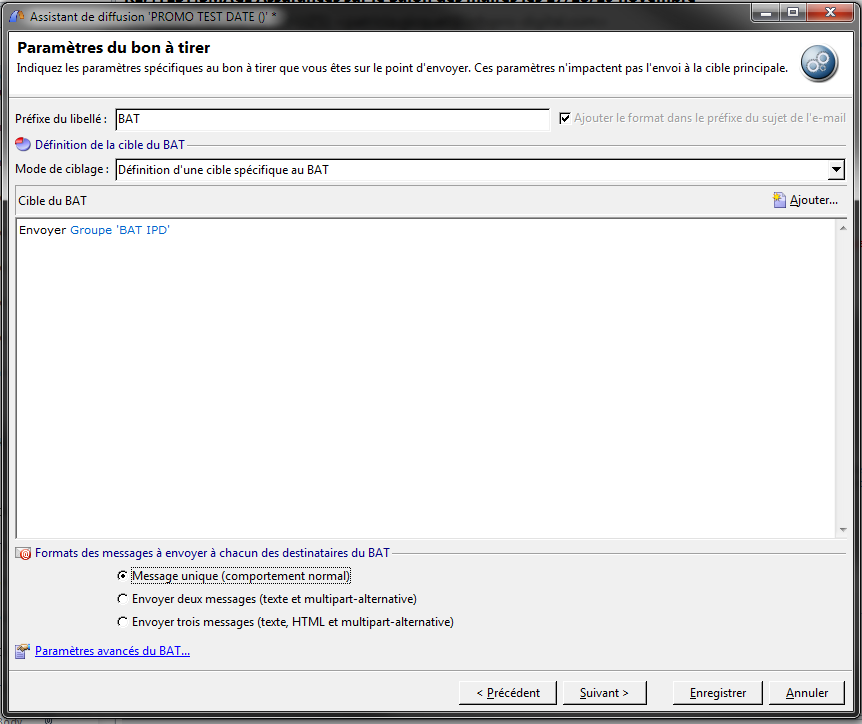 Assistant de diffusion 'PROMO TEST DATE ()' *
Paramètres du bon à tirer
Indiquez les paramètres spécifiques au bon à tirer que vous êtes sur le point d'envoyer. Ces paramètres n'impactent pas l'envoi à la cible principale.
Préfixe du libellé : BAT Ajouter le format dans le préfixe du sujet de l'e-mail
Définition de la cible du BAT
Mode de ciblage : Définition d'une cible spécifique au BAT
Cible du BAT Ajouter...
Envoyer Groupe 'BAT IPD'
Formats des messages à envoyer à chacun des destinataires du BAT
Message unique (comportement normal)
Envoyer deux messages (texte et multipart-alternative)
Envoyer trois messages (texte, HTML et multipart-alternative)
Paramètres avancés du BAT...
< Précédent Suivant > Enregistrer Annuler